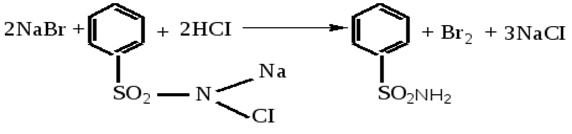 2NaBr + + 2HCI + Br2 + 3NaCI
Na
SO2 N SO2NH2
CI